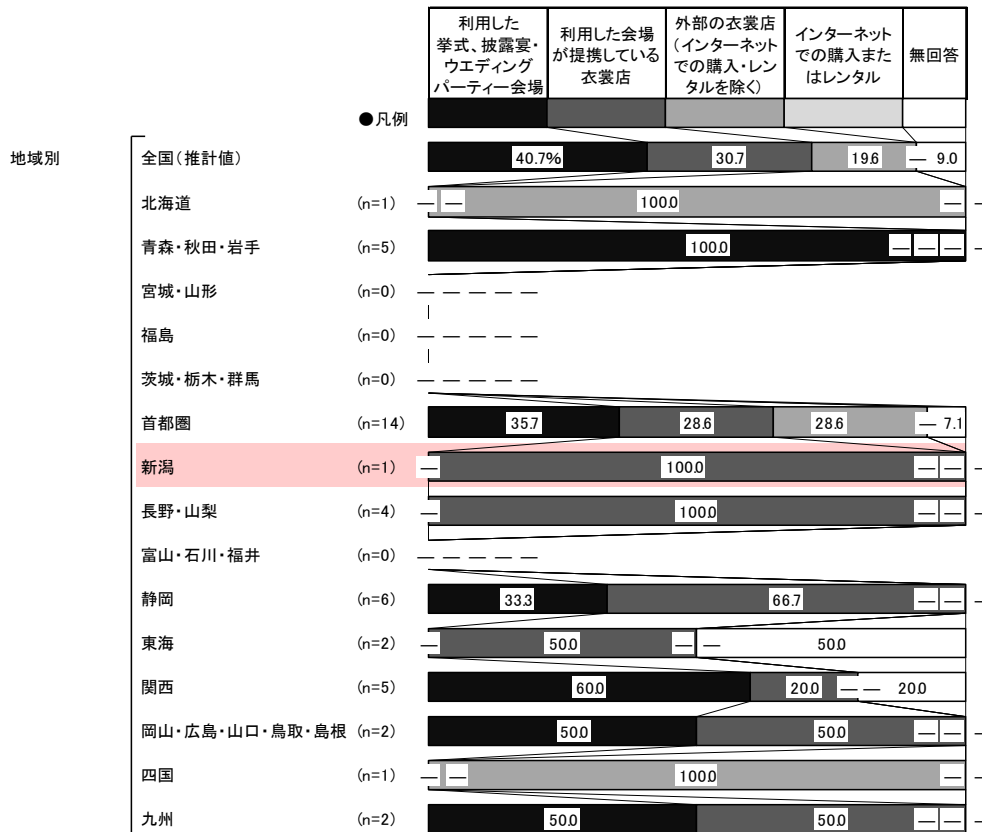 利用した
挙式、披露宴・
ウエディング
パーティー会場
利用した会場
が提携している
衣裳店
外部の衣裳店
(インターネット
での購入・レン
タルを除く)
インターネット
での購入また
はレンタル
無回答
●凡例
地域別
全国(推計値) 40.7% 30.7 19.6 — 9.0
北海道 (n=1) — — 100.0 — —
青森・秋田・岩手 (n=5) 100.0 — — — —
宮城・山形 (n=0) — — — — —
福島 (n=0) — — — — —
茨城・栃木・群馬 (n=0) — — — — —
首都圏 (n=14) 35.7 28.6 28.6 — 7.1
新潟 (n=1) — 100.0 — — —
長野・山梨 (n=4) — 100.0 — — —
富山・石川・福井 (n=0) — — — — —
静岡 (n=6) 33.3 66.7 — — —
東海 (n=2) — 50.0 — — 50.0
関西 (n=5) 60.0 20.0 — — 20.0
岡山・広島・山口・鳥取・島根 (n=2) 50.0 50.0 — — —
四国 (n=1) — — 100.0 — —
九州 (n=2) 50.0 50.0 — — —